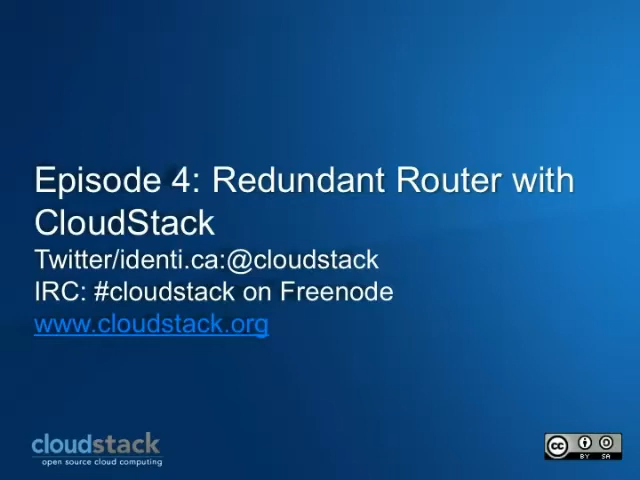 Episode 4: Redundant Router with
CloudStack
Twitter/identi.ca:@cloudstack
IRC: #cloudstack on Freenode
www.cloudstack.org
cloudstack
open source cloud computing
cc
BY SA